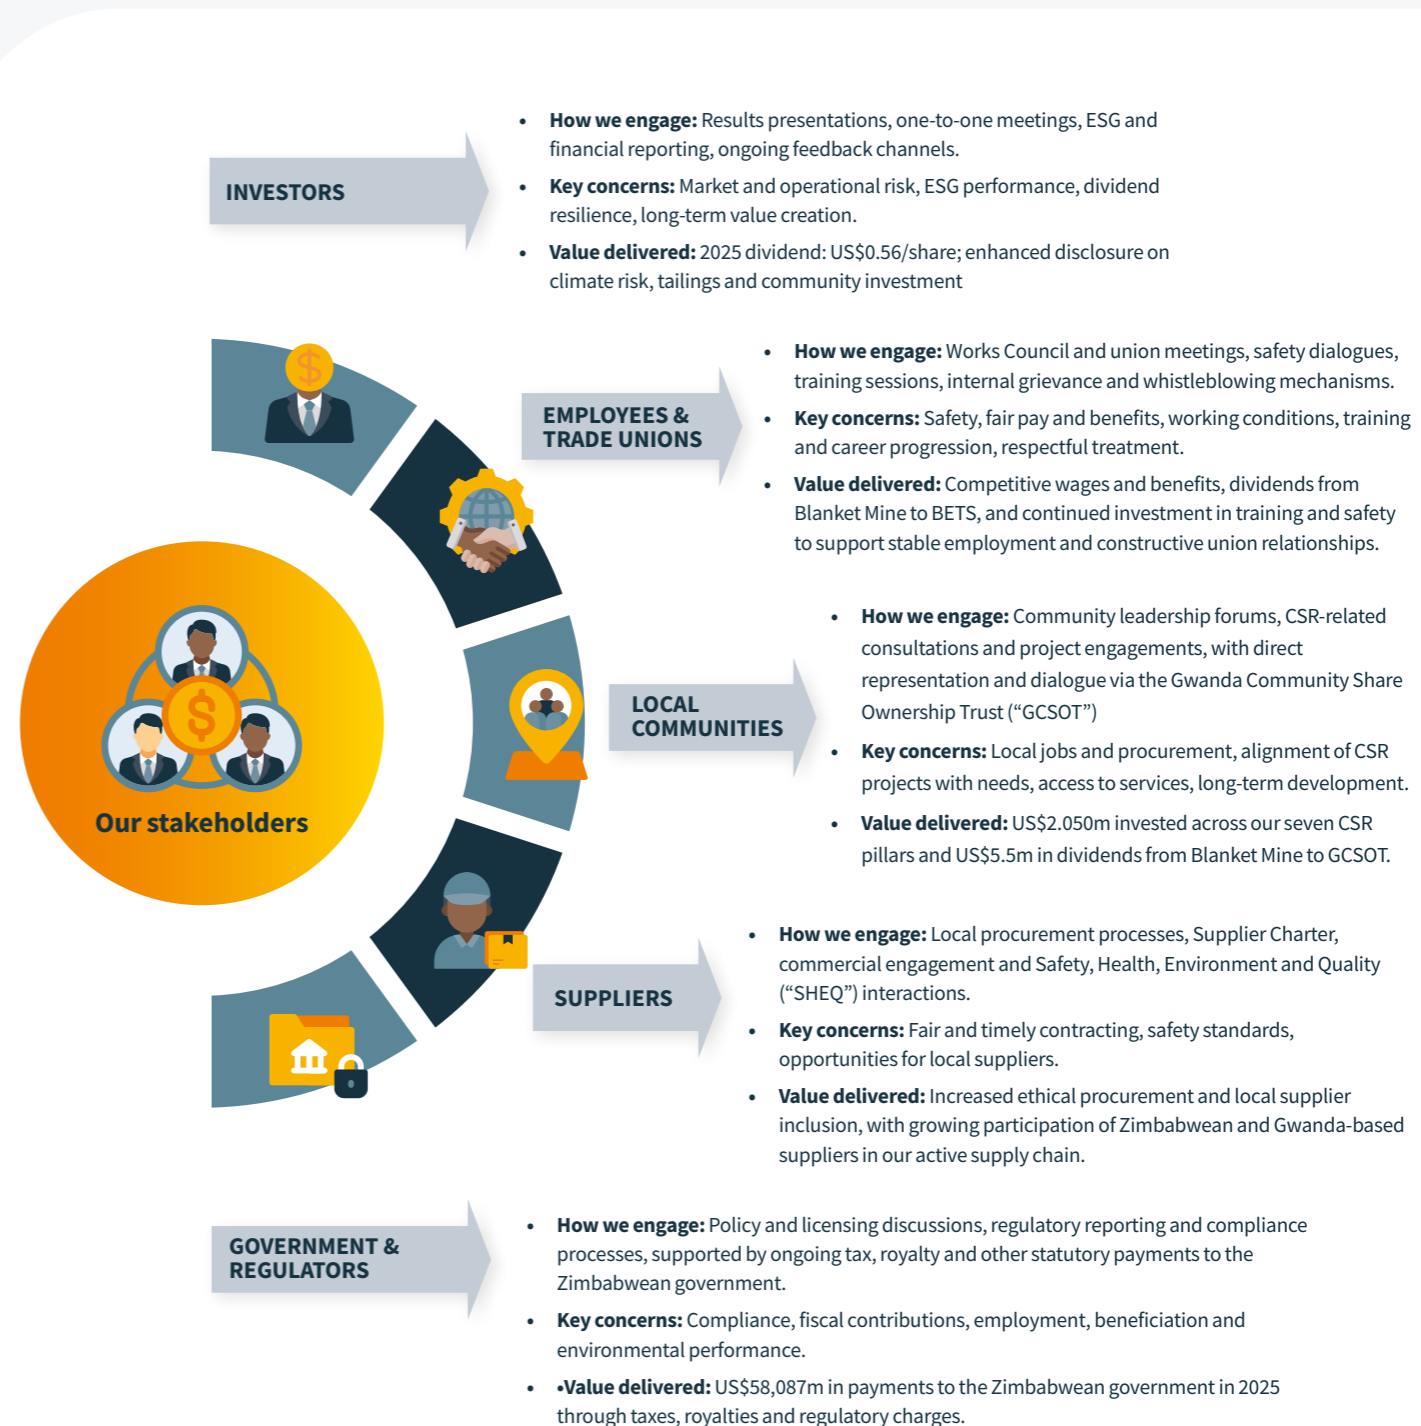 INVESTORS
• How we engage: Results presentations, one-to-one meetings, ESG and
financial reporting, ongoing feedback channels.
• Key concerns: Market and operational risk, ESG performance, dividend
resilience, long-term value creation.
• Value delivered: 2025 dividend: US$0.56/share; enhanced disclosure on
climate risk, tailings and community investment
EMPLOYEES &
TRADE UNIONS
• How we engage: Works Council and union meetings, safety dialogues,
training sessions, internal grievance and whistleblowing mechanisms.
• Key concerns: Safety, fair pay and benefits, working conditions, training
and career progression, respectful treatment.
• Value delivered: Competitive wages and benefits, dividends from
Blanket Mine to BETS, and continued investment in training and safety
to support stable employment and constructive union relationships.
Our stakeholders
LOCAL
COMMUNITIES
• How we engage: Community leadership forums, CSR-related
consultations and project engagements, with direct
representation and dialogue via the Gwanda Community Share
Ownership Trust (“GCSOT”)
• Key concerns: Local jobs and procurement, alignment of CSR
projects with needs, access to services, long-term development.
• Value delivered: US$2.050m invested across our seven CSR
pillars and US$5.5m in dividends from Blanket Mine to GCSOT.
SUPPLIERS
• How we engage: Local procurement processes, Supplier Charter,
commercial engagement and Safety, Health, Environment and Quality
(“SHEQ”) interactions.
• Key concerns: Fair and timely contracting, safety standards,
opportunities for local suppliers.
• Value delivered: Increased ethical procurement and local supplier
inclusion, with growing participation of Zimbabwean and Gwanda-based
suppliers in our active supply chain.
GOVERNMENT &
REGULATORS
• How we engage: Policy and licensing discussions, regulatory reporting and compliance
processes, supported by ongoing tax, royalty and other statutory payments to the
Zimbabwean government.
• Key concerns: Compliance, fiscal contributions, employment, beneficiation and
environmental performance.
• •Value delivered: US$58,087m in payments to the Zimbabwean government in 2025
through taxes, royalties and regulatory charges.